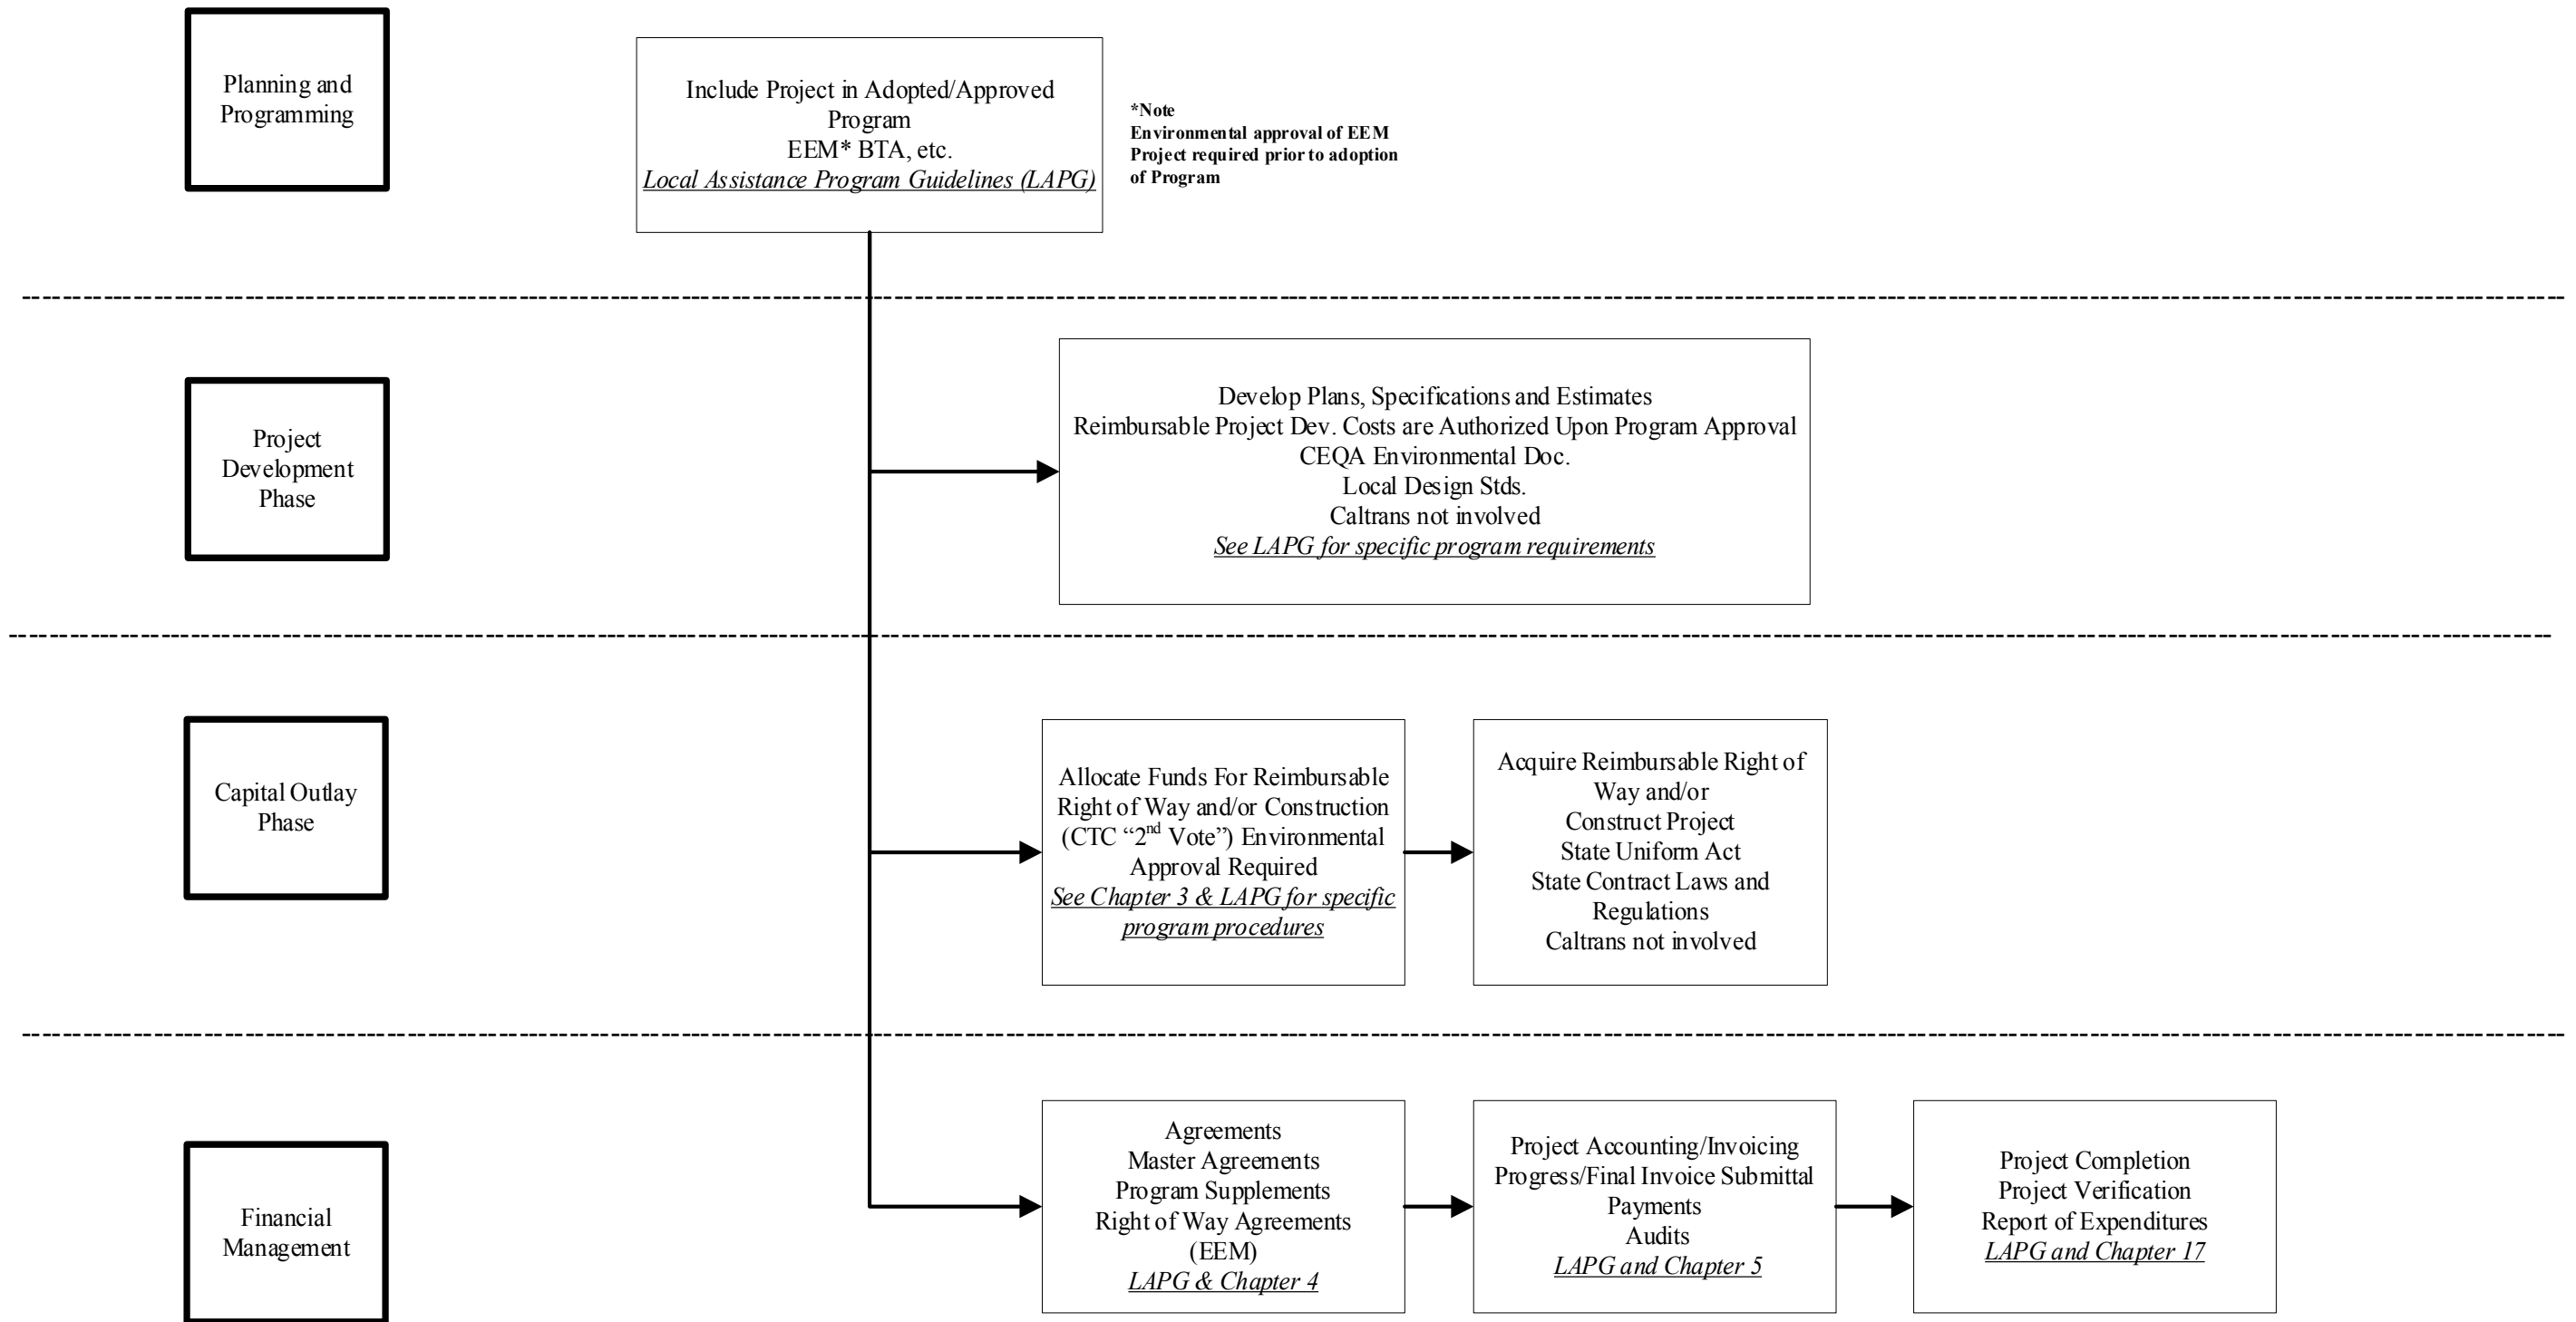 Planning and
Programming
Include Project in Adopted/Approved
Program
EEM* BTA, etc.
Local Assistance Program Guidelines (LAPG)
*Note
Environmental approval of EEM
Project required prior to adoption
of Program
Project
Development
Phase
Develop Plans, Specifications and Estimates
Reimbursable Project Dev. Costs are Authorized Upon Program Approval
CEQA Environmental Doc.
Local Design Stds.
Caltrans not involved
See LAPG for specific program requirements
Capital Outlay
Phase
Allocate Funds For Reimbursable
Right of Way and/or Construction
(CTC “2nd Vote”) Environmental
Approval Required
See Chapter 3 & LAPG for specific
program procedures
Acquire Reimbursable Right of
Way and/or
Construct Project
State Uniform Act
State Contract Laws and
Regulations
Caltrans not involved
Financial
Management
Agreements
Master Agreements
Program Supplements
Right of Way Agreements
(EEM)
LAPG & Chapter 4
Project Accounting/Invoicing
Progress/Final Invoice Submittal
Payments
Audits
LAPG and Chapter 5
Project Completion
Project Verification
Report of Expenditures
LAPG and Chapter 17